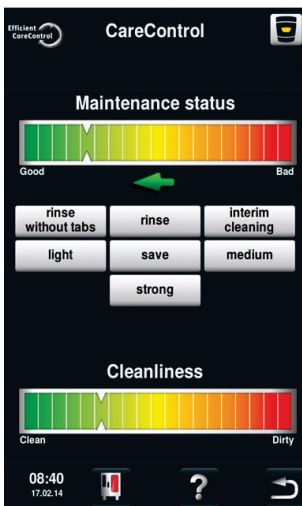 Efficient
CareControl
CareControl
Maintenance status
Good
Bad
rinse
without tabs
rinse
interim
cleaning
light
save
medium
strong
Cleanliness
Clean
Dirty
08:40
17.02.14
?